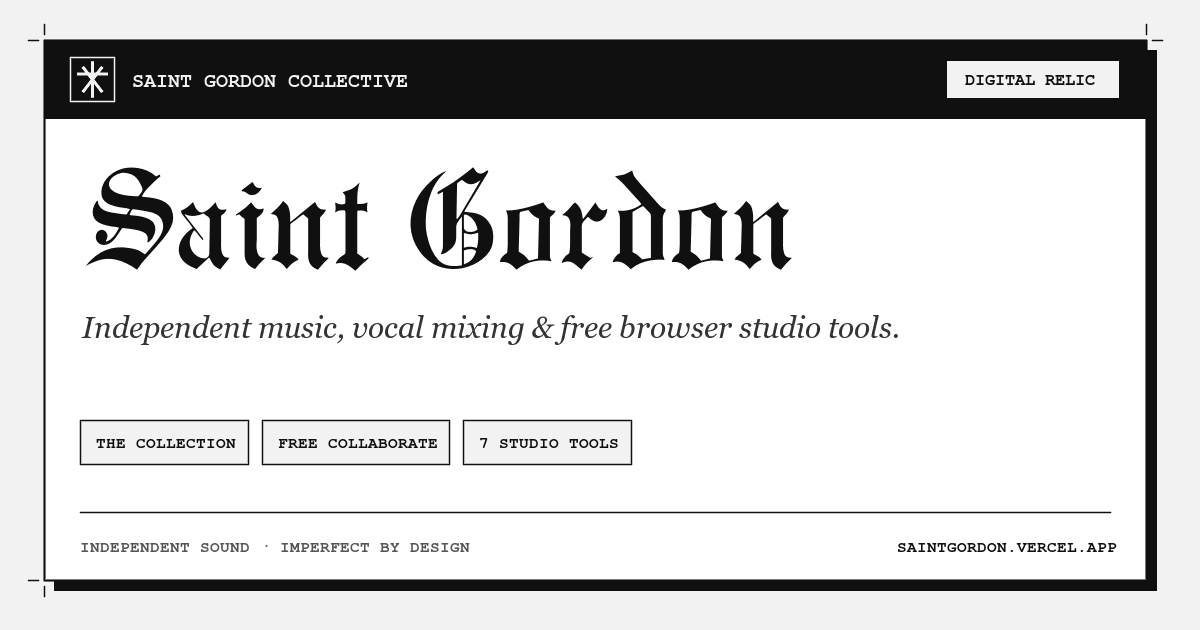 SAINT GORDON COLLECTIVE
DIGITAL RELIC
Saint Gordon
Independent music, vocal mixing & free browser studio tools.
THE COLLECTION
FREE COLLABORATE
7 STUDIO TOOLS
INDEPENDENT SOUND · IMPERFECT BY DESIGN
SAINTGORDON.VERCEL.APP